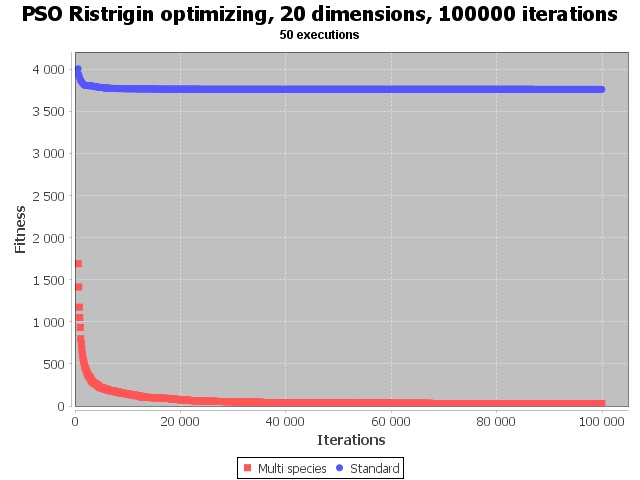 PSO Ristrigin optimizing, 20 dimensions, 100000 iterations
50 executions
Fitness
4 000
3 500
3 000
2 500
2 000
1 500
1 000
500
0
0 20 000 40 000 60 000 80 000 100 000
Iterations
Multi species Standard